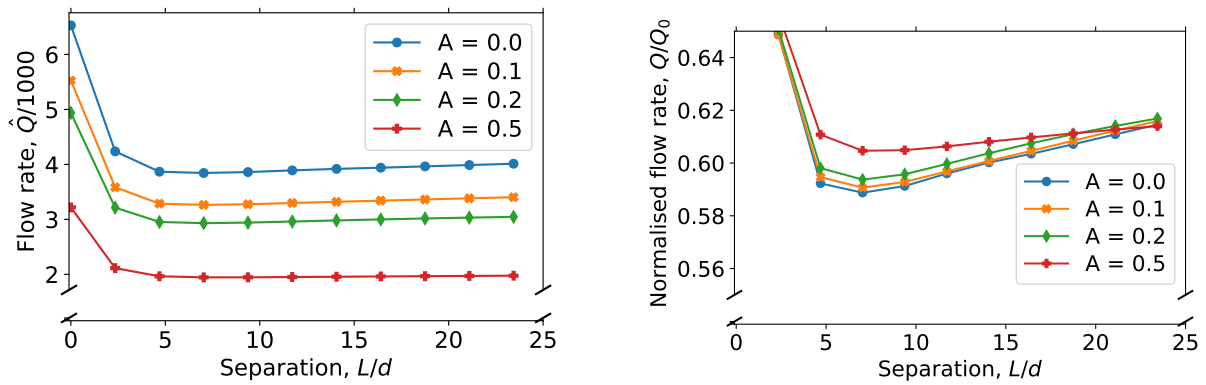 Flow rate, Q̂/1000
6
5
4
3
2
A = 0.0
A = 0.1
A = 0.2
A = 0.5
0 5 10 15 20 25
Separation, L/d
Normalised flow rate, Q/Q₀
0.64
0.62
0.60
0.58
0.56
A = 0.0
A = 0.1
A = 0.2
A = 0.5
0 5 10 15 20 25
Separation, L/d